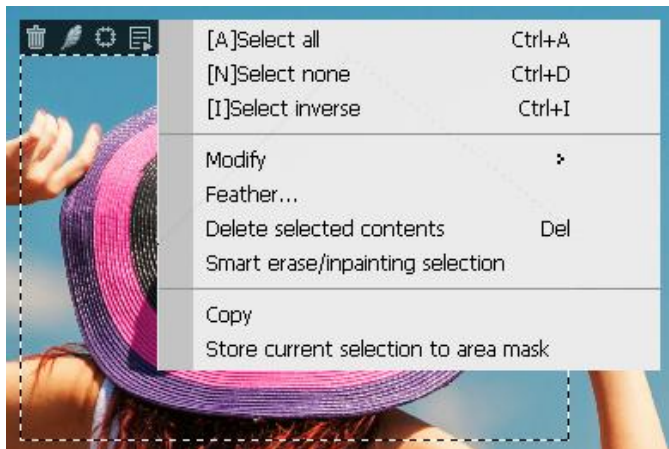 [A]Select all Ctrl+A
[N]Select none Ctrl+D
[I]Select inverse Ctrl+I
Modify
Feather...
Delete selected contents Del
Smart erase/inpainting selection
Copy
Store current selection to area mask